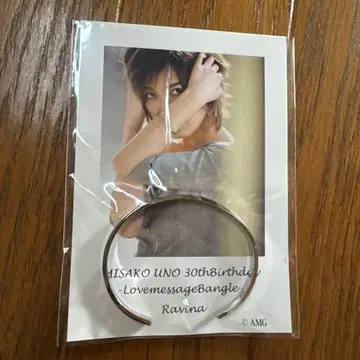 MISAKO UNO 30thBirthday
-LovemessageBangle-
Ravina
© AMG